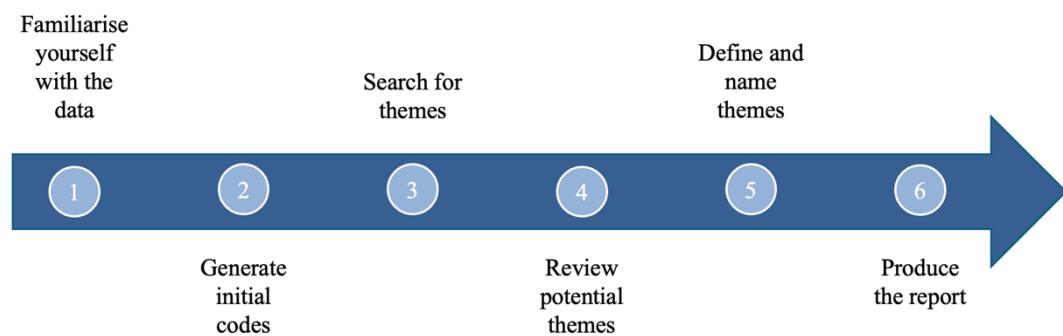 Familiarise
yourself
with the
data
Search for
themes
Define and
name
themes
1
2
3
4
5
6
Generate
initial
codes
Review
potential
themes
Produce
the report